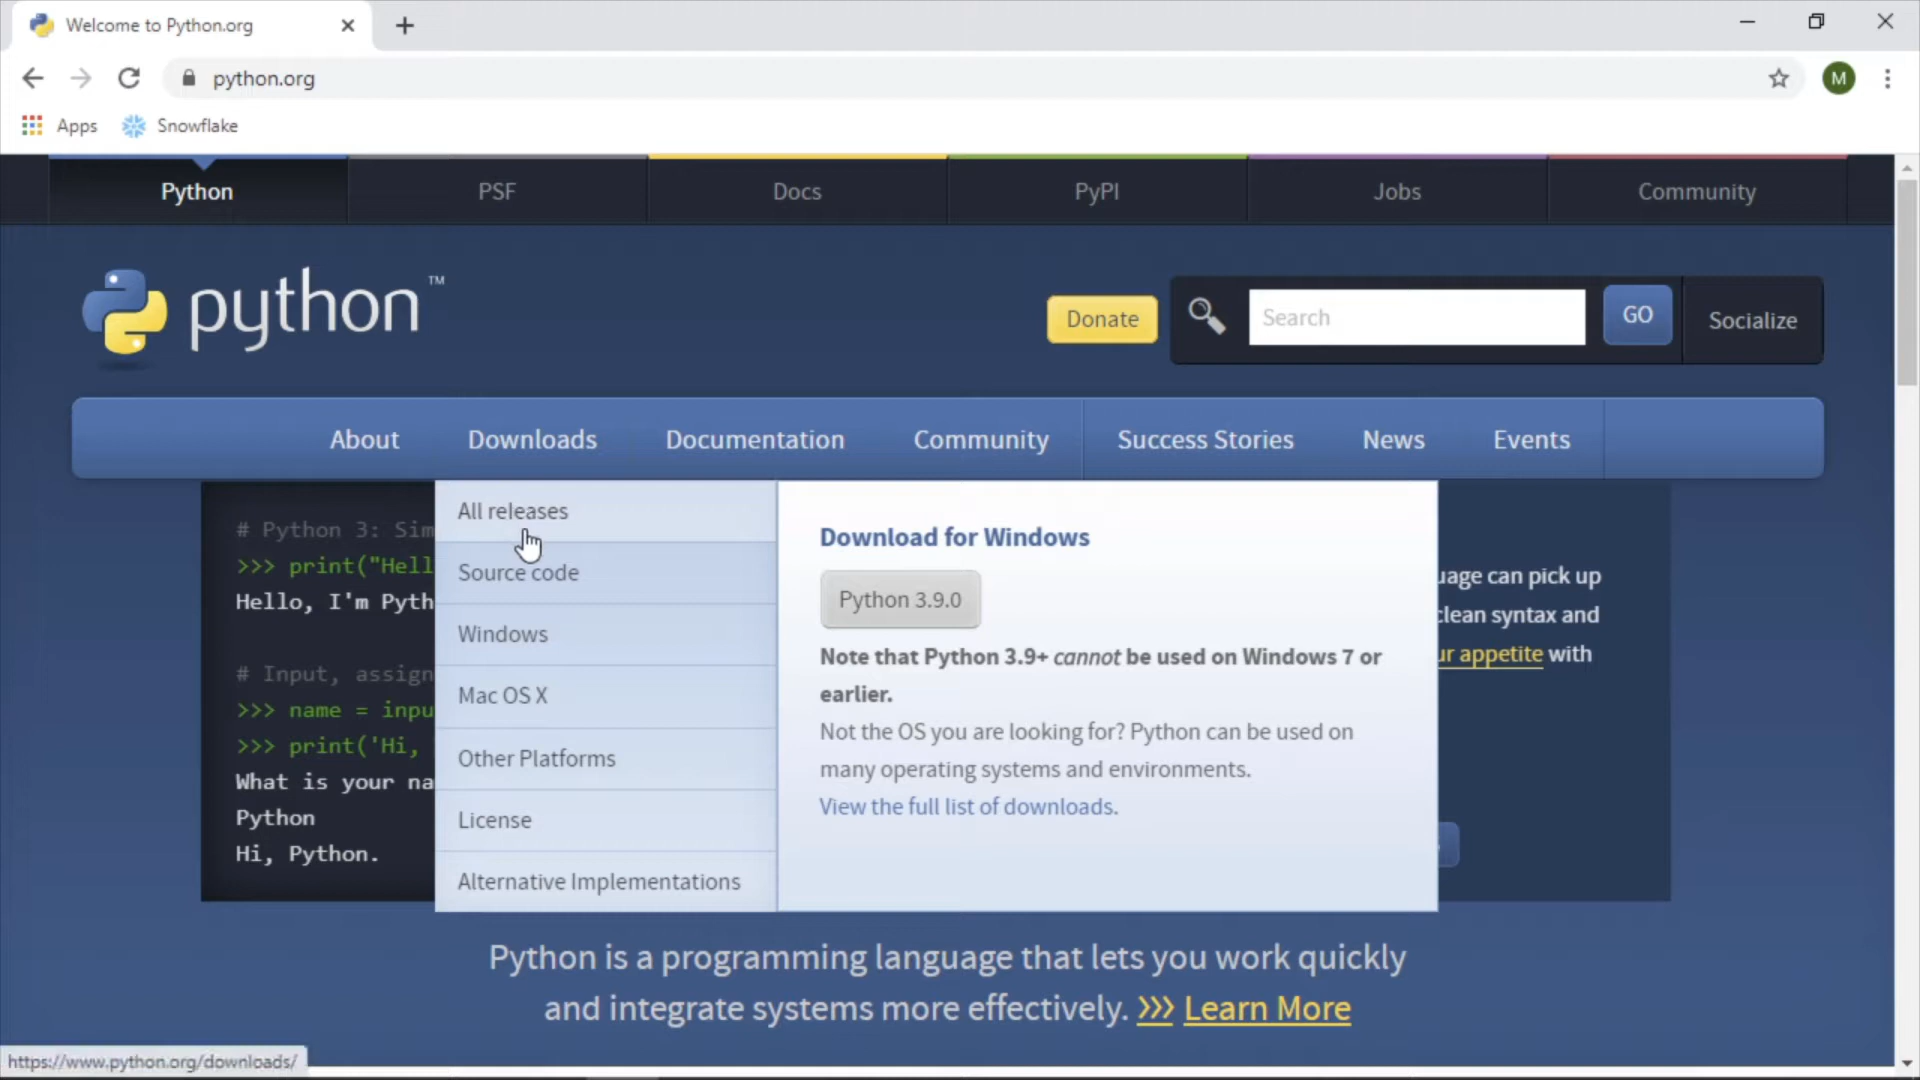 Welcome to Python.org
python.org
M
Apps
Snowflake
Python
PSF
Docs
PyPI
Jobs
Community
python™
Donate
Search
GO
Socialize
About
Downloads
Documentation
Community
Success Stories
News
Events
# Python 3: Sim
>>> print("Hell
Hello, I'm Pyth
# Input, assign
>>> name = inpu
>>> print('Hi,
What is your na
Python
Hi, Python.
All releases
Source code
Windows
Mac OS X
Other Platforms
License
Alternative Implementations
Download for Windows
Python 3.9.0
Note that Python 3.9+ cannot be used on Windows 7 or
earlier.
Not the OS you are looking for? Python can be used on
many operating systems and environments.
View the full list of downloads.
uage can pick up
clean syntax and
ur appetite with
Python is a programming language that lets you work quickly
and integrate systems more effectively. >>> Learn More
https://www.python.org/downloads/